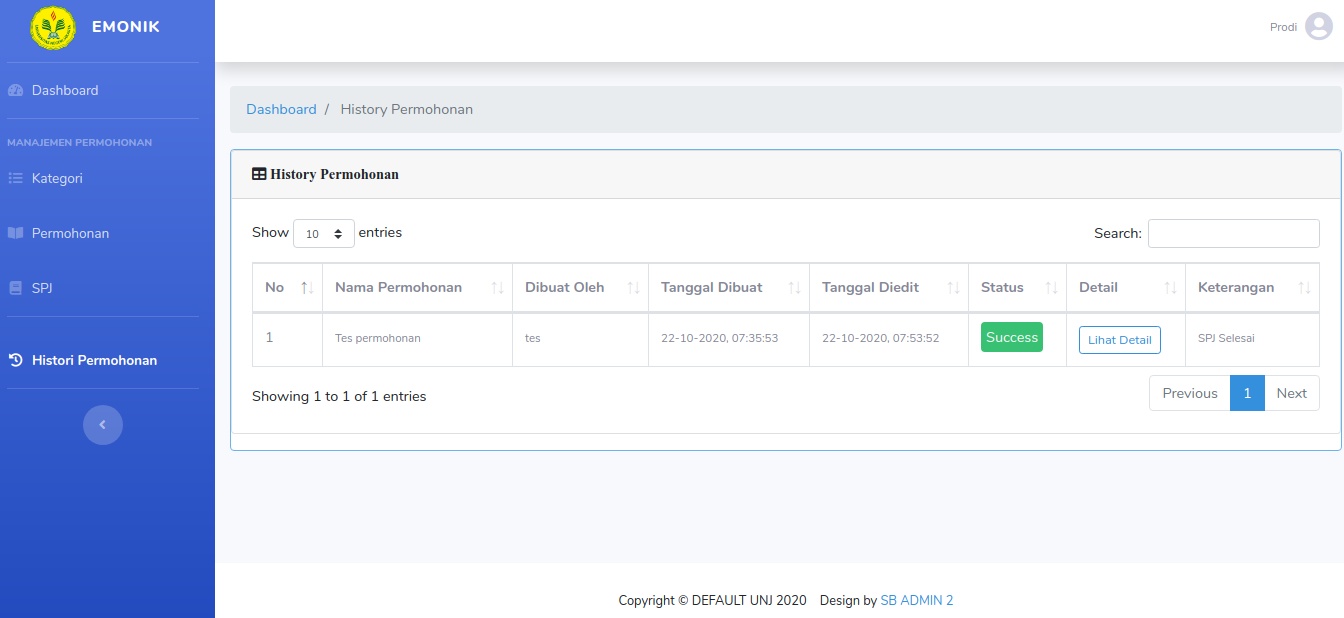 EMONIK
Prodi
Dashboard
MANAJEMEN PERMOHONAN
Kategori
Permohonan
SPJ
Histori Permohonan
Dashboard / History Permohonan
History Permohonan
Show 10 entries
Search:
No Nama Permohonan Dibuat Oleh Tanggal Dibuat Tanggal Diedit Status Detail Keterangan
1 Tes permohonan tes 22-10-2020, 07:35:53 22-10-2020, 07:53:52 Success Lihat Detail SPJ Selesai
Showing 1 to 1 of 1 entries
Previous 1 Next
Copyright © DEFAULT UNJ 2020 Design by SB ADMIN 2